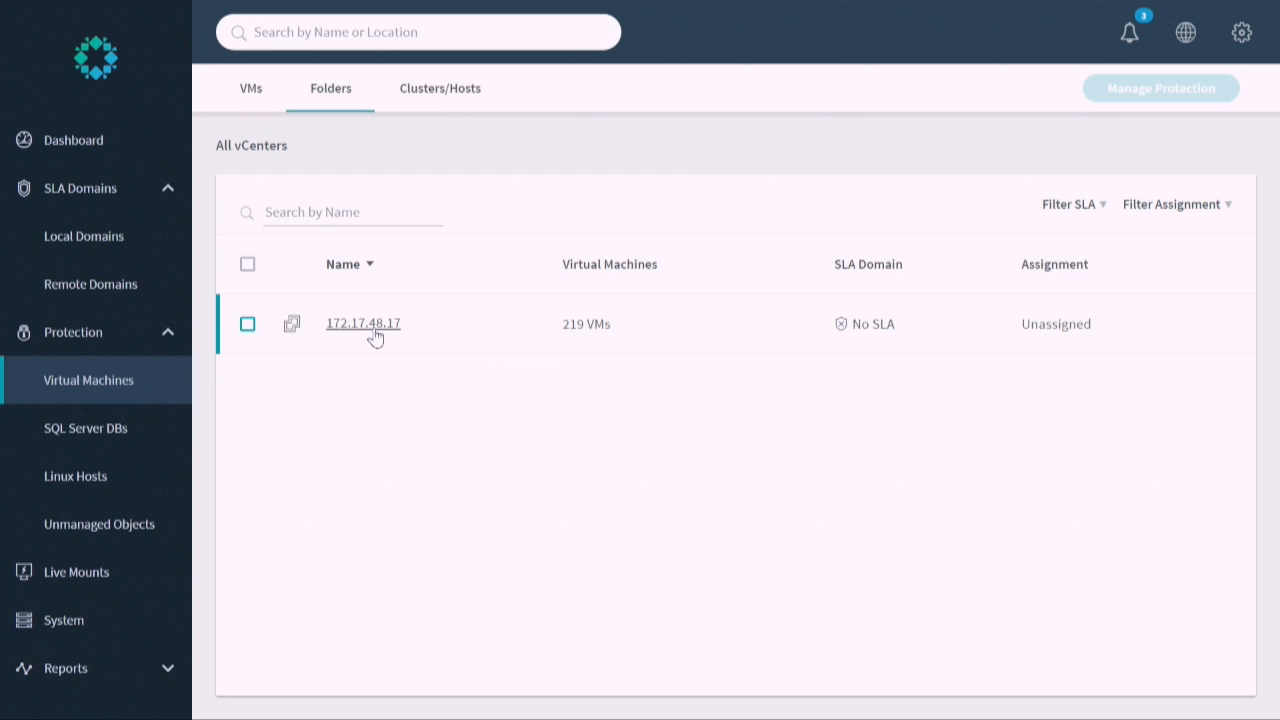 Search by Name or Location
3
VMs
Folders
Clusters/Hosts
Manage Protection
Dashboard
SLA Domains
Local Domains
Remote Domains
Protection
Virtual Machines
SQL Server DBs
Linux Hosts
Unmanaged Objects
Live Mounts
System
Reports
All vCenters
Search by Name
Filter SLA
Filter Assignment
Name
Virtual Machines
SLA Domain
Assignment
172.17.48.17
219 VMs
No SLA
Unassigned